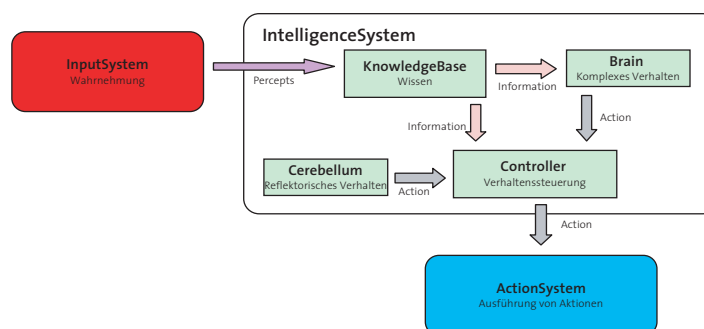 IntelligenceSystem
InputSystem
Wahrnehmung
Percepts
KnowledgeBase
Wissen
Information
Brain
Komplexes Verhalten
Information
Action
Cerebellum
Reflektorisches Verhalten
Action
Controller
Verhaltenssteuerung
Action
ActionSystem
Ausführung von Aktionen